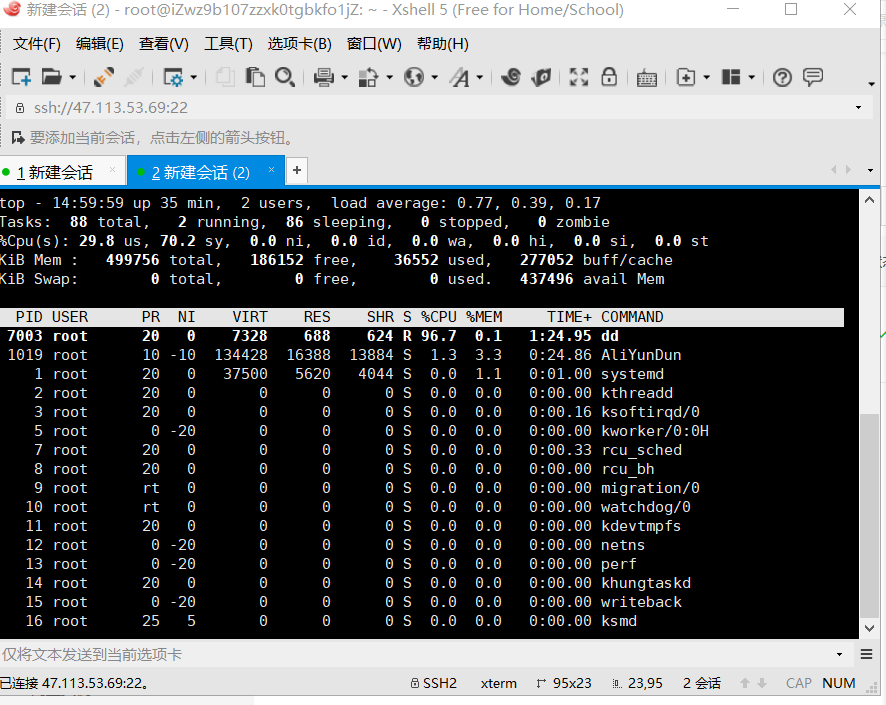 新建会话 (2) - root@iZwz9b107zzxk0tgbkfo1jZ: ~ - Xshell 5 (Free for Home/School)
文件(F) 编辑(E) 查看(V) 工具(T) 选项卡(B) 窗口(W) 帮助(H)
ssh://47.113.53.69:22
要添加当前会话，点击左侧的箭头按钮。
1 新建会话 × 2 新建会话 (2) × +
top - 14:59:59 up 35 min,  2 users,  load average: 0.77, 0.39, 0.17
Tasks:  88 total,   2 running,  86 sleeping,   0 stopped,   0 zombie
%Cpu(s): 29.8 us, 70.2 sy,  0.0 ni,  0.0 id,  0.0 wa,  0.0 hi,  0.0 si,  0.0 st
KiB Mem :   499756 total,   186152 free,    36552 used,   277052 buff/cache
KiB Swap:        0 total,        0 free,        0 used.   437496 avail Mem
PID USER      PR  NI    VIRT    RES    SHR S %CPU %MEM     TIME+ COMMAND
7003 root      20   0    7328    688    624 R 96.7  0.1   1:24.95 dd
1019 root      10 -10  134428  16388  13884 S  1.3  3.3   0:24.86 AliYunDun
1 root      20   0   37500   5620   4044 S  0.0  1.1   0:01.00 systemd
2 root      20   0       0      0      0 S  0.0  0.0   0:00.00 kthreadd
3 root      20   0       0      0      0 S  0.0  0.0   0:00.16 ksoftirqd/0
5 root       0 -20       0      0      0 S  0.0  0.0   0:00.00 kworker/0:0H
7 root      20   0       0      0      0 S  0.0  0.0   0:00.33 rcu_sched
8 root      20   0       0      0      0 S  0.0  0.0   0:00.00 rcu_bh
9 root      rt   0       0      0      0 S  0.0  0.0   0:00.00 migration/0
10 root      rt   0       0      0      0 S  0.0  0.0   0:00.00 watchdog/0
11 root      20   0       0      0      0 S  0.0  0.0   0:00.00 kdevtmpfs
12 root       0 -20       0      0      0 S  0.0  0.0   0:00.00 netns
13 root       0 -20       0      0      0 S  0.0  0.0   0:00.00 perf
14 root      20   0       0      0      0 S  0.0  0.0   0:00.00 khungtaskd
15 root       0 -20       0      0      0 S  0.0  0.0   0:00.00 writeback
16 root      25   5       0      0      0 S  0.0  0.0   0:00.00 ksmd
仅将文本发送到当前选项卡
已连接 47.113.53.69:22。 SSH2 xterm 95x23 23,95 2 会话 CAP NUM